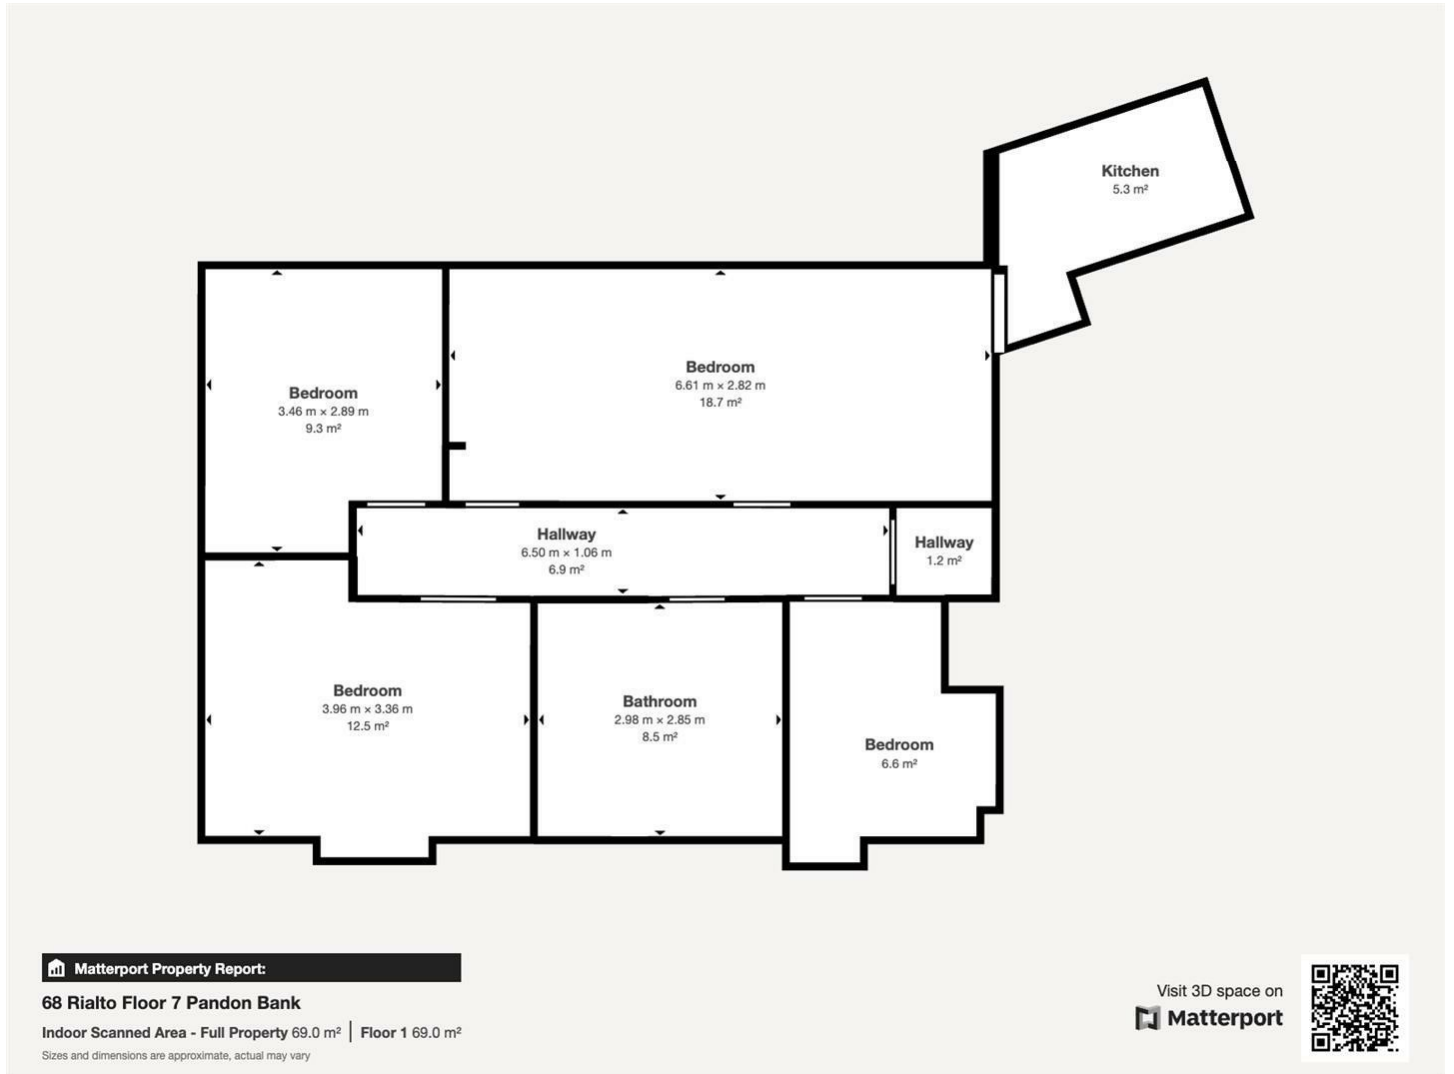 Kitchen
5.3 m²
Bedroom
6.61 m × 2.82 m
18.7 m²
Bedroom
3.46 m × 2.89 m
9.3 m²
Hallway
6.50 m × 1.06 m
6.9 m²
Hallway
1.2 m²
Bedroom
3.96 m × 3.36 m
12.5 m²
Bathroom
2.98 m × 2.85 m
8.5 m²
Bedroom
6.6 m²
Matterport Property Report:
68 Rialto Floor 7 Pandon Bank
Indoor Scanned Area - Full Property 69.0 m² | Floor 1 69.0 m²
Sizes and dimensions are approximate, actual may vary
Visit 3D space on
Matterport